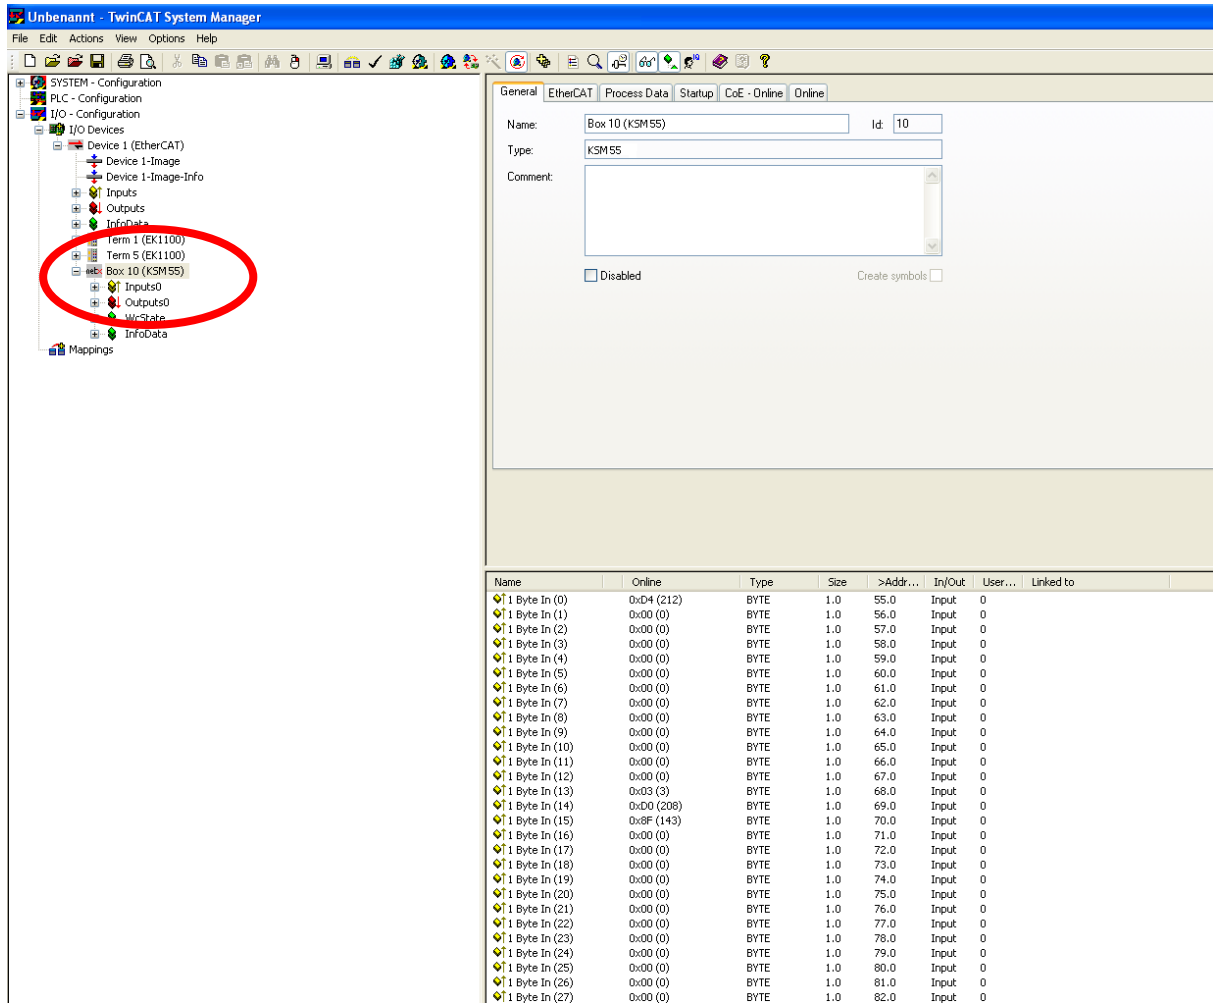 Unbenannt - TwinCAT System Manager
File Edit Actions View Options Help
SYSTEM - Configuration
PLC - Configuration
I/O - Configuration
I/O Devices
Device 1 (EtherCAT)
Device 1-Image
Device 1-Image-Info
Inputs
Outputs
InfoData
Term 1 (EK1100)
Term 5 (EK1100)
Box 10 (KSM55)
Inputs0
Outputs0
WcState
InfoData
Mappings
General EtherCAT Process Data Startup CoE - Online Online
Name: Box 10 (KSM55) Id: 10
Type: KSM55
Comment:
Disabled Create symbols
Name Online Type Size >Addr... In/Out User... Linked to
1 Byte In (0) 0xD4 (212) BYTE 1.0 55.0 Input 0
1 Byte In (1) 0x00 (0) BYTE 1.0 56.0 Input 0
1 Byte In (2) 0x00 (0) BYTE 1.0 57.0 Input 0
1 Byte In (3) 0x00 (0) BYTE 1.0 58.0 Input 0
1 Byte In (4) 0x00 (0) BYTE 1.0 59.0 Input 0
1 Byte In (5) 0x00 (0) BYTE 1.0 60.0 Input 0
1 Byte In (6) 0x00 (0) BYTE 1.0 61.0 Input 0
1 Byte In (7) 0x00 (0) BYTE 1.0 62.0 Input 0
1 Byte In (8) 0x00 (0) BYTE 1.0 63.0 Input 0
1 Byte In (9) 0x00 (0) BYTE 1.0 64.0 Input 0
1 Byte In (10) 0x00 (0) BYTE 1.0 65.0 Input 0
1 Byte In (11) 0x00 (0) BYTE 1.0 66.0 Input 0
1 Byte In (12) 0x00 (0) BYTE 1.0 67.0 Input 0
1 Byte In (13) 0x03 (3) BYTE 1.0 68.0 Input 0
1 Byte In (14) 0xD0 (208) BYTE 1.0 69.0 Input 0
1 Byte In (15) 0x8F (143) BYTE 1.0 70.0 Input 0
1 Byte In (16) 0x00 (0) BYTE 1.0 71.0 Input 0
1 Byte In (17) 0x00 (0) BYTE 1.0 72.0 Input 0
1 Byte In (18) 0x00 (0) BYTE 1.0 73.0 Input 0
1 Byte In (19) 0x00 (0) BYTE 1.0 74.0 Input 0
1 Byte In (20) 0x00 (0) BYTE 1.0 75.0 Input 0
1 Byte In (21) 0x00 (0) BYTE 1.0 76.0 Input 0
1 Byte In (22) 0x00 (0) BYTE 1.0 77.0 Input 0
1 Byte In (23) 0x00 (0) BYTE 1.0 78.0 Input 0
1 Byte In (24) 0x00 (0) BYTE 1.0 79.0 Input 0
1 Byte In (25) 0x00 (0) BYTE 1.0 80.0 Input 0
1 Byte In (26) 0x00 (0) BYTE 1.0 81.0 Input 0
1 Byte In (27) 0x00 (0) BYTE 1.0 82.0 Input 0